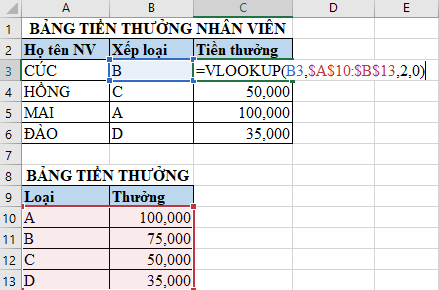 A B C D E
1 BẢNG TIỀN THƯỞNG NHÂN VIÊN
2 Họ tên NV Xếp loại Tiền thưởng
3 CÚC B =VLOOKUP(B3,$A$10:$B$13,2,0)
4 HỒNG C 50,000
5 MAI A 100,000
6 ĐÀO D 35,000
7
8 BẢNG TIỀN THƯỞNG
9 Loại Thưởng
10 A 100,000
11 B 75,000
12 C 50,000
13 D 35,000